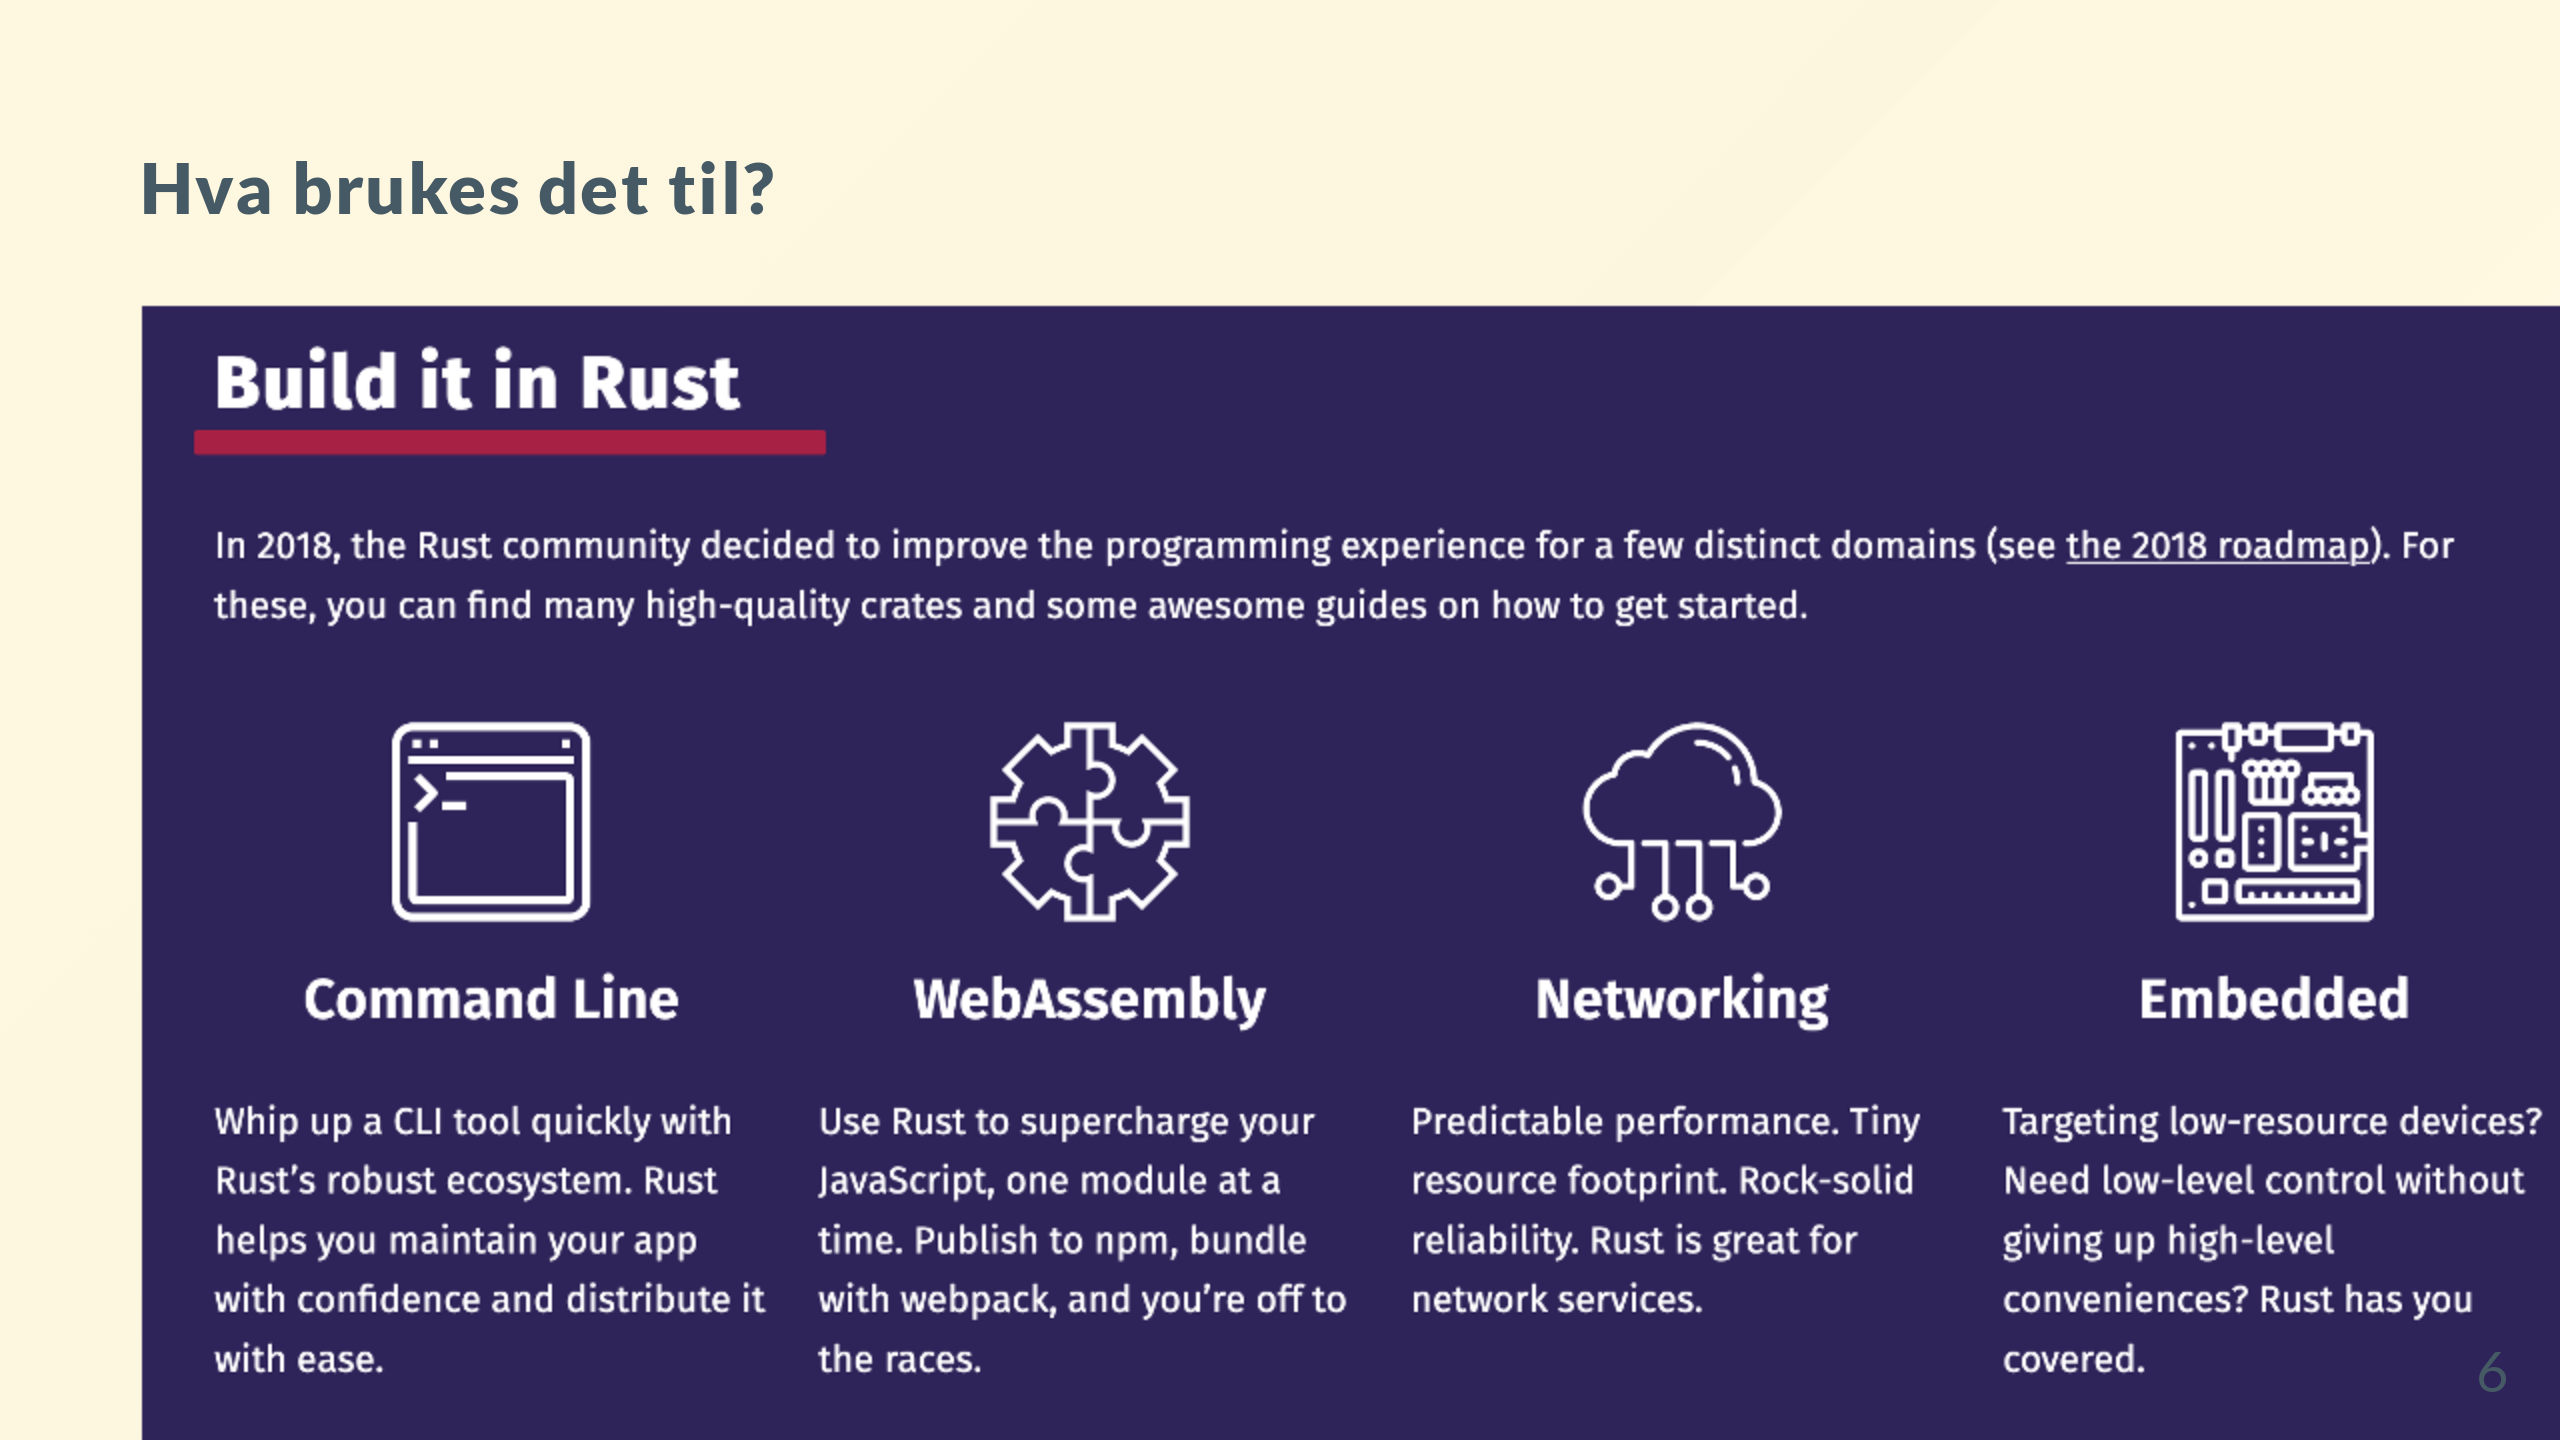 Hva brukes det til?
Build it in Rust
In 2018, the Rust community decided to improve the programming experience for a few distinct domains (see the 2018 roadmap). For
these, you can find many high-quality crates and some awesome guides on how to get started.
Command Line
Whip up a CLI tool quickly with
Rust’s robust ecosystem. Rust
helps you maintain your app
with confidence and distribute it
with ease.
WebAssembly
Use Rust to supercharge your
JavaScript, one module at a
time. Publish to npm, bundle
with webpack, and you’re off to
the races.
Networking
Predictable performance. Tiny
resource footprint. Rock-solid
reliability. Rust is great for
network services.
Embedded
Targeting low-resource devices?
Need low-level control without
giving up high-level
conveniences? Rust has you
covered.
6